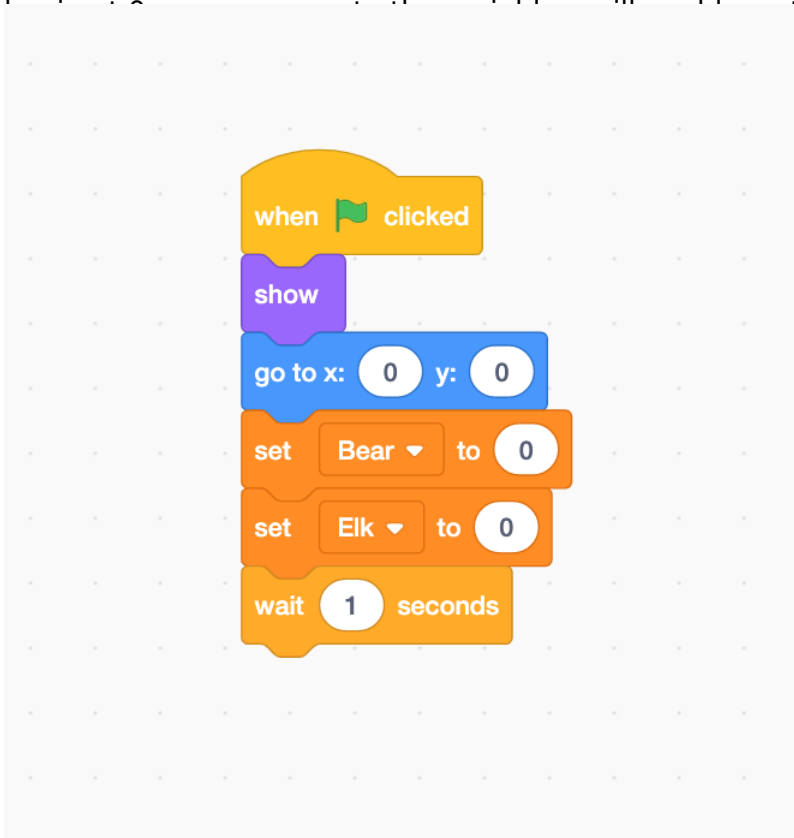 when clicked
show
go to x: 0 y: 0
set Bear to 0
set Elk to 0
wait 1 seconds